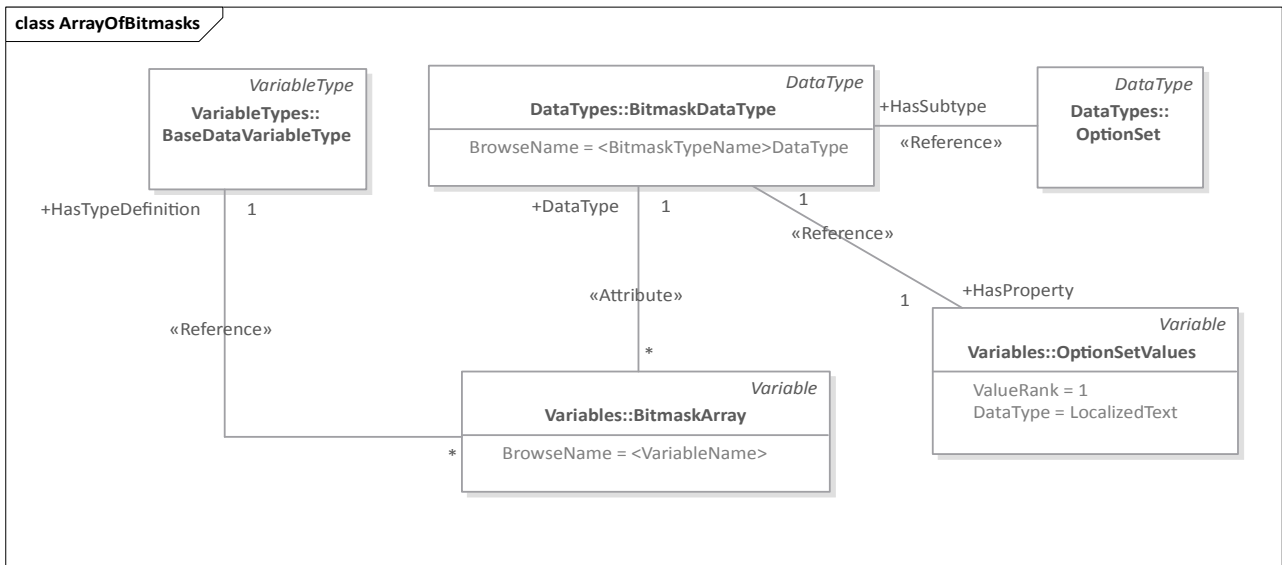 class ArrayOfBitmasks
VariableType
VariableTypes::
BaseDataVariableType
DataType
DataTypes::BitmaskDataType
BrowseName = <BitmaskTypeName>DataType
+HasSubtype
«Reference»
DataType
DataTypes::
OptionSet
+HasTypeDefinition
1
+DataType
1
1
«Reference»
«Attribute»
«Reference»
+HasProperty
1
*
Variable
Variables::OptionSetValues
ValueRank = 1
DataType = LocalizedText
Variable
Variables::BitmaskArray
BrowseName = <VariableName>
*